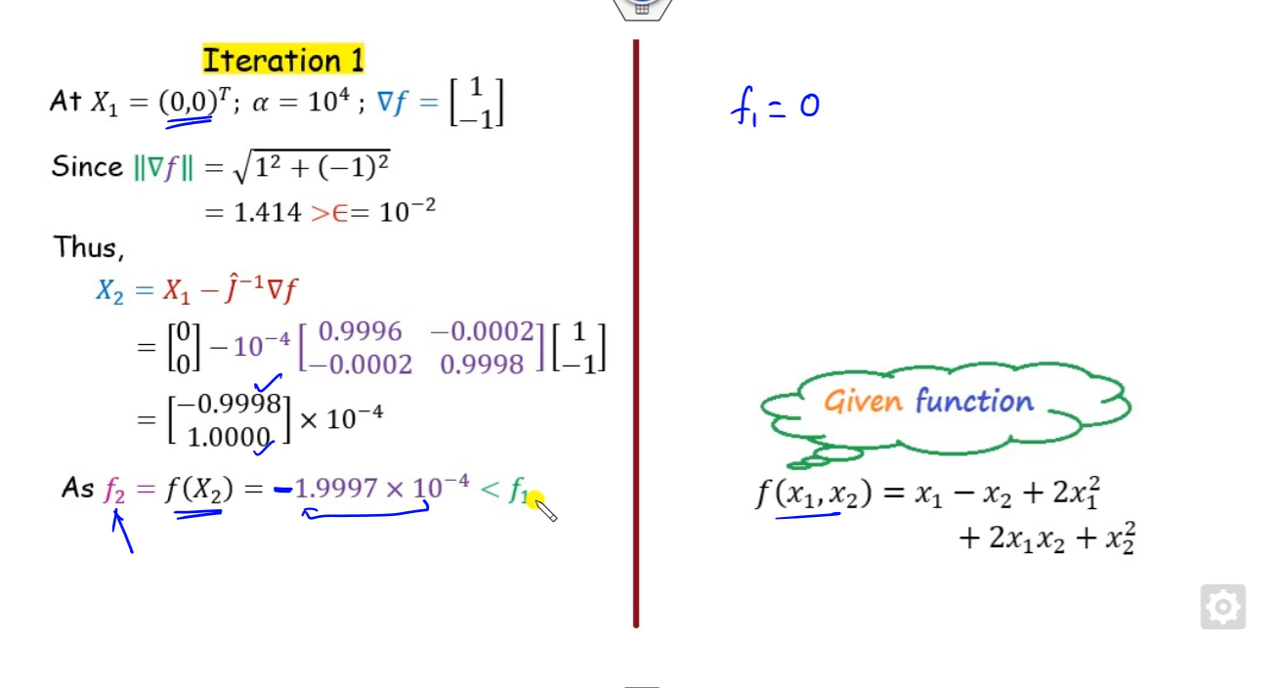 Iteration 1
At X₁ = (0,0)ᵀ; α = 10⁴ ; ∇f = [1 −1]
Since ‖∇f‖ = √1² + (−1)²
= 1.414 >∈= 10⁻²
Thus,
X₂ = X₁ − Ĵ⁻¹∇f
= [0 0] − 10⁻⁴ [0.9996 −0.0002 −0.0002 0.9998] [1 −1]
= [−0.9998 1.0000] × 10⁻⁴
As f₂ = f(X₂) = −1.9997 × 10⁻⁴ < f₁
f₁ = 0
Given function
f(x₁, x₂) = x₁ − x₂ + 2x₁²
+ 2x₁x₂ + x₂²